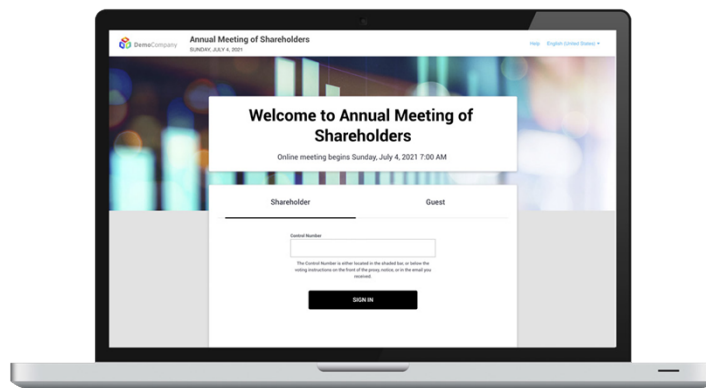 DemoCompany
Annual Meeting of Shareholders
SUNDAY, JULY 4, 2021
Help English (United States)
Welcome to Annual Meeting of
Shareholders
Online meeting begins Sunday, July 4, 2021 7:00 AM
Shareholder Guest
Control Number
The Control Number is either located in the shaded bar, or below the
voting instructions on the front of the proxy notice, or in the email you
received.
SIGN IN